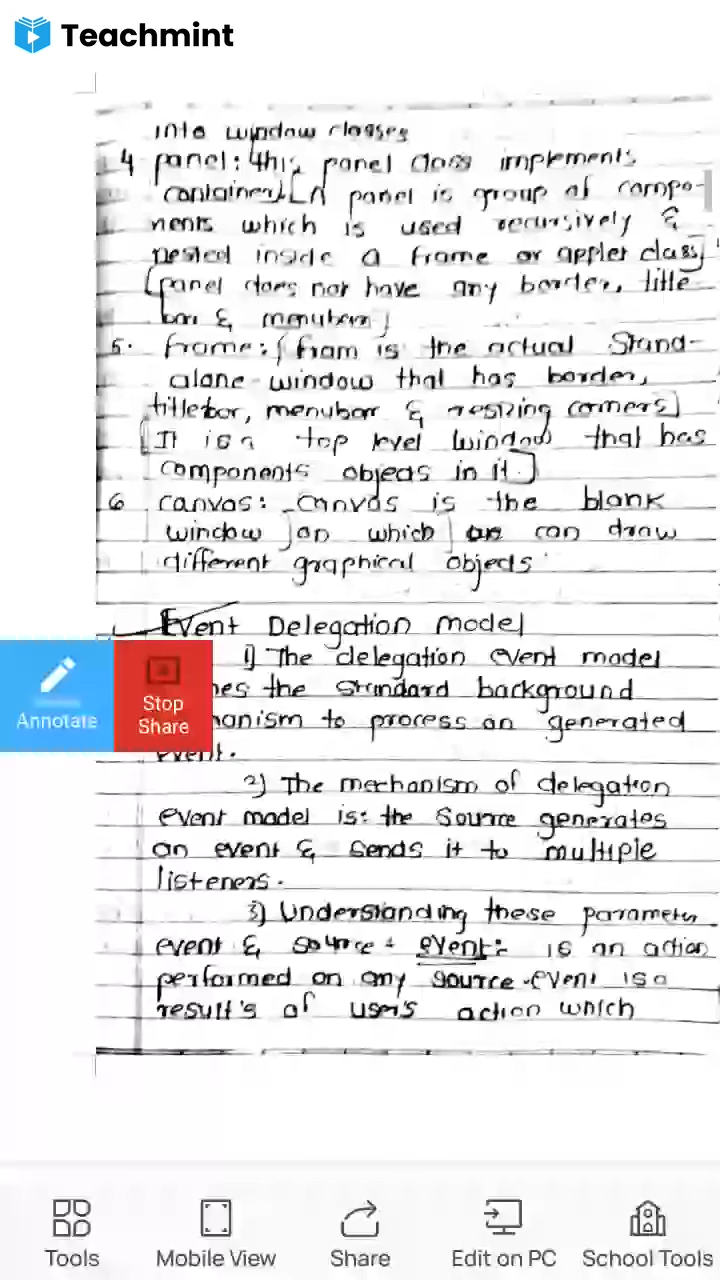 Teachmint
into window classes
4 panel: this panel class implements
container] [A panel is group of compo-
nents which is used recursively &
nested inside a frame or applet class]
[panel does not have any border, title
bar & menubar]
5. frame: [fram is the actual Stand-
alane window that has border,
titlebar, menubar & resizing corners]
[It is a top level window that has
components objects in it.]
6 canvas: canvas is the blank
window] on which] can draw
different graphical objects
Event Delegation model
1) The delegation event model
nes the standard background
hanism to process an generated
event.
2) The mechanism of delegation
event model is: the source generates
an event & sends it to multiple
listeners.
3) Understanding these parameter
event & source: event:- is an action
performed on any source. event is a
result's of user's action which
Annotate
Stop
Share
Tools
Mobile View
Share
Edit on PC
School Tools